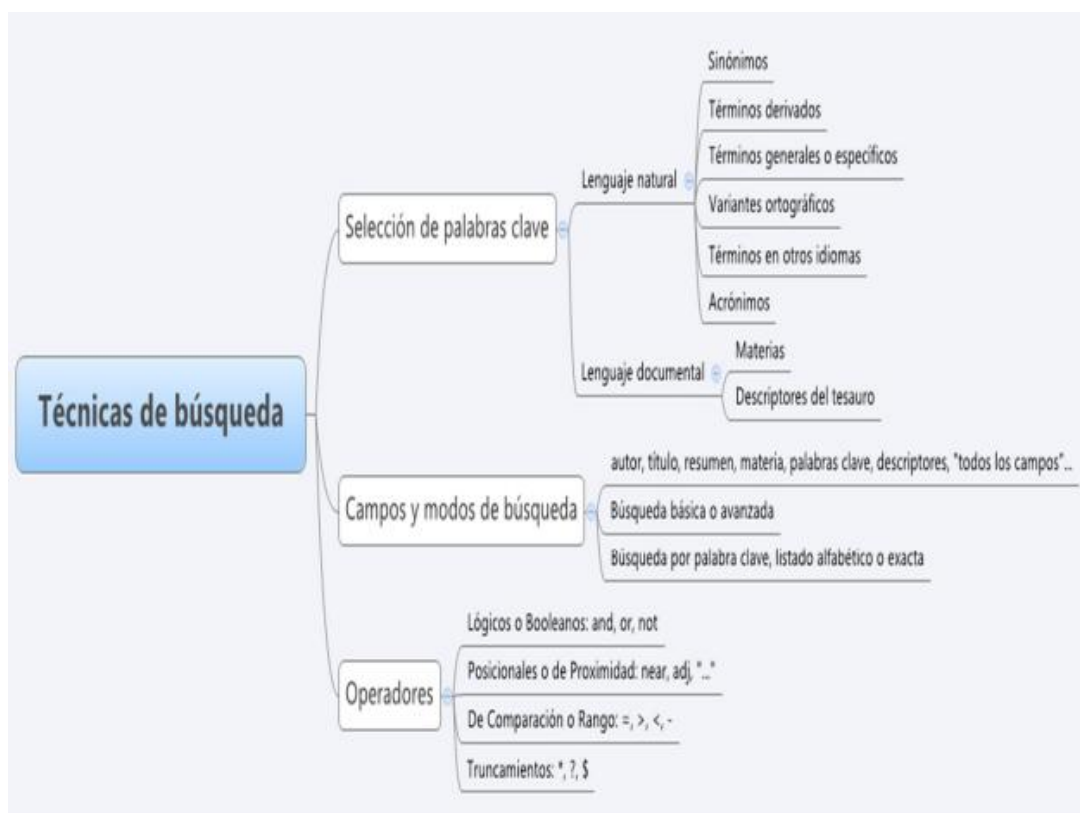 Técnicas de búsqueda
Selección de palabras clave
Lenguaje natural
Sinónimos
Términos derivados
Términos generales o específicos
Variantes ortográficos
Términos en otros idiomas
Acrónimos
Lenguaje documental
Materias
Descriptores del tesauro
Campos y modos de búsqueda
autor, título, resumen, materia, palabras clave, descriptores, "todos los campos"...
Búsqueda básica o avanzada
Búsqueda por palabra clave, listado alfabético o exacta
Operadores
Lógicos o Booleanos: and, or, not
Posicionales o de Proximidad: near, adj, "..."
De Comparación o Rango: =, >, <, -
Truncamientos: *, ?, $